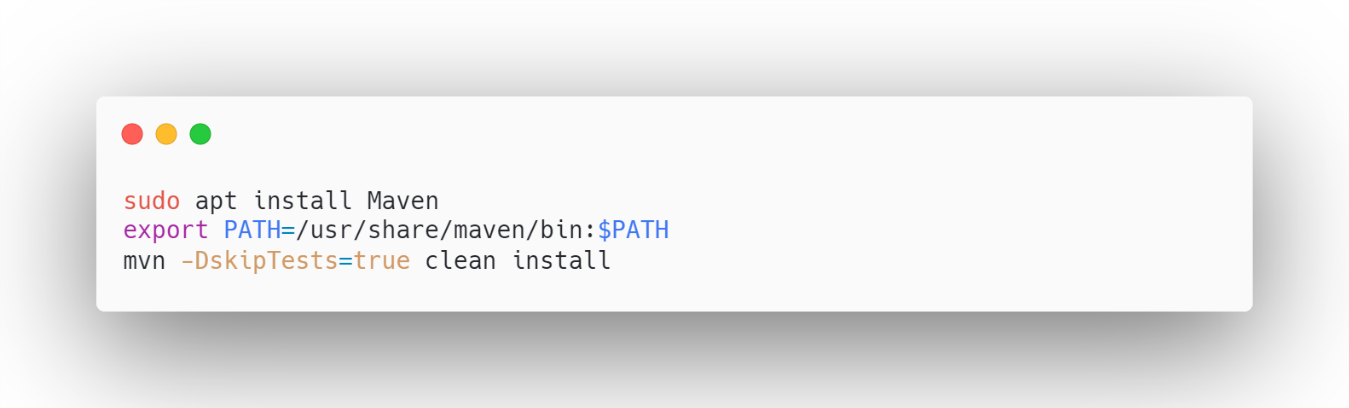 sudo apt install Maven
export PATH=/usr/share/maven/bin:$PATH
mvn -DskipTests=true clean install